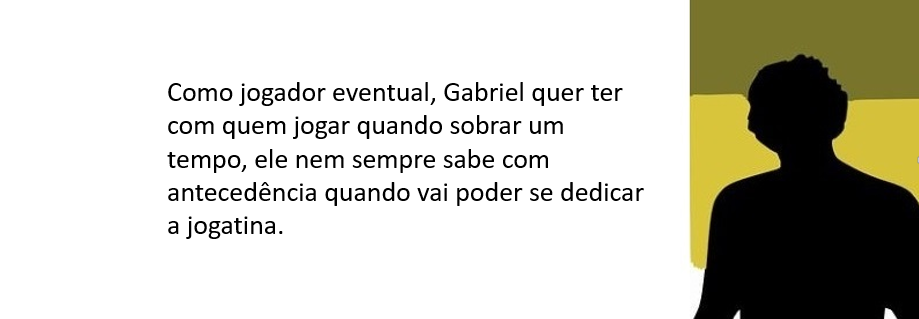 Como jogador eventual, Gabriel quer ter
com quem jogar quando sobrar um
tempo, ele nem sempre sabe com
antecedência quando vai poder se dedicar
a jogatina.